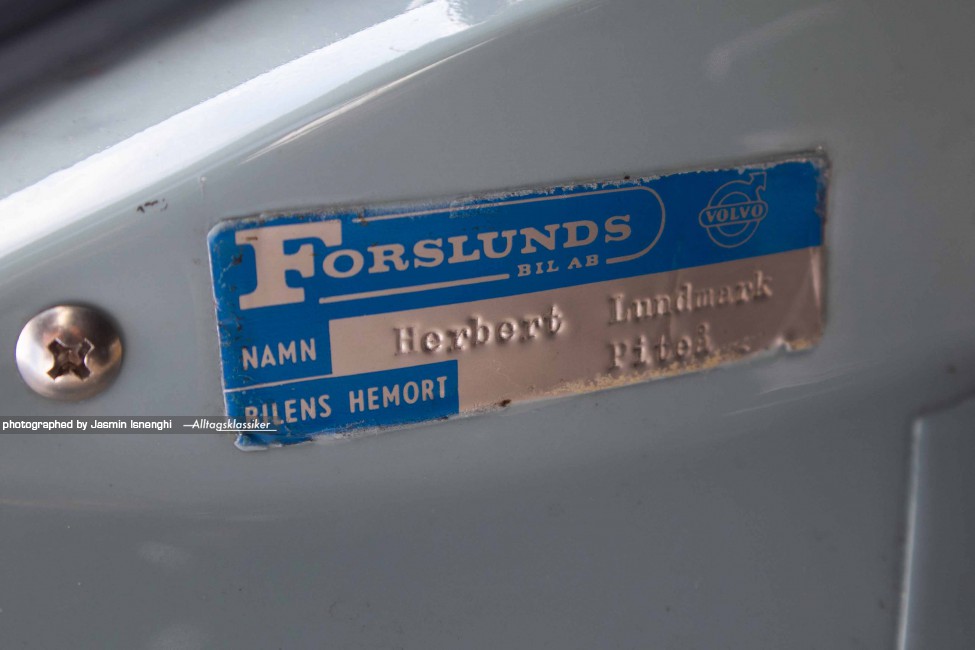 FORSLUNDS
BIL AB
VOLVO
NAMN Herbert Lundmark
BILENS HEMORT Piteå
photographed by Jasmin Isnenghi —Alltagsklassiker